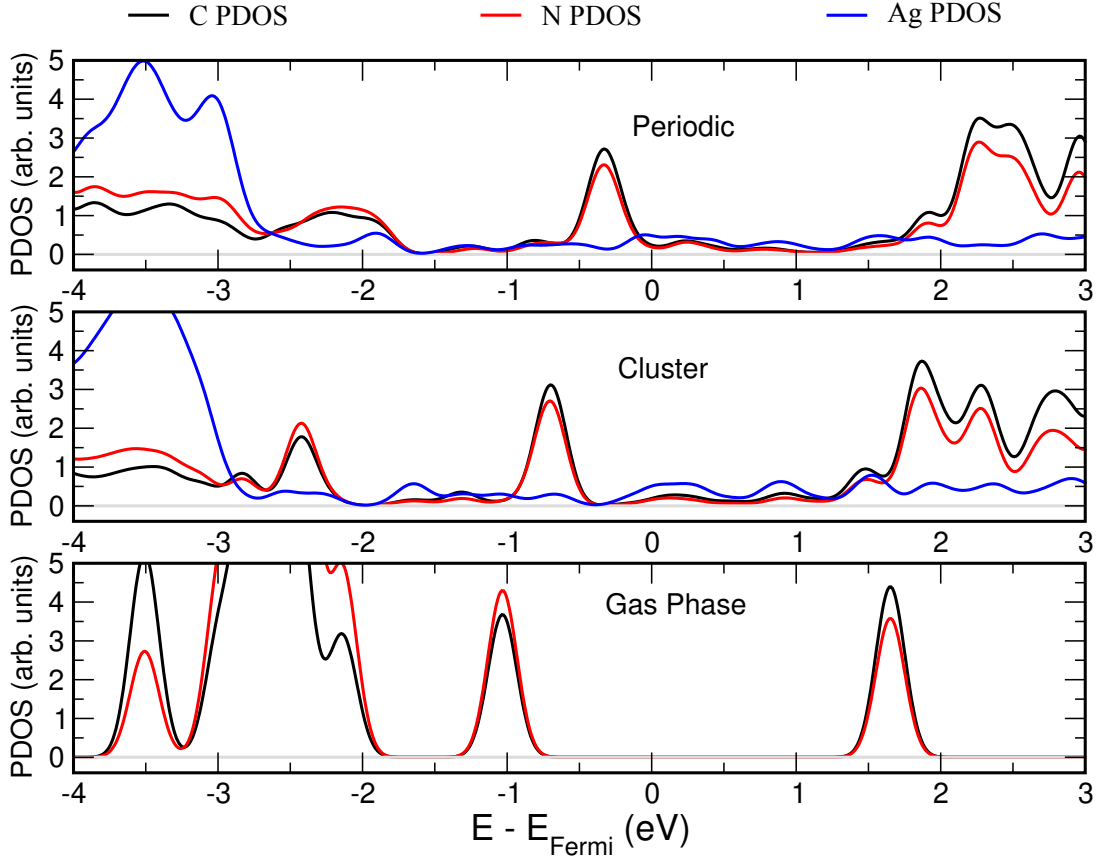 C PDOS N PDOS Ag PDOS
PDOS (arb. units)
5
4
3
2
1
0
Periodic
-4 -3 -2 -1 0 1 2 3
PDOS (arb. units)
5
4
3
2
1
0
Cluster
-4 -3 -2 -1 0 1 2 3
PDOS (arb. units)
5
4
3
2
1
0
Gas Phase
-4 -3 -2 -1 0 1 2 3
E - E_Fermi (eV)